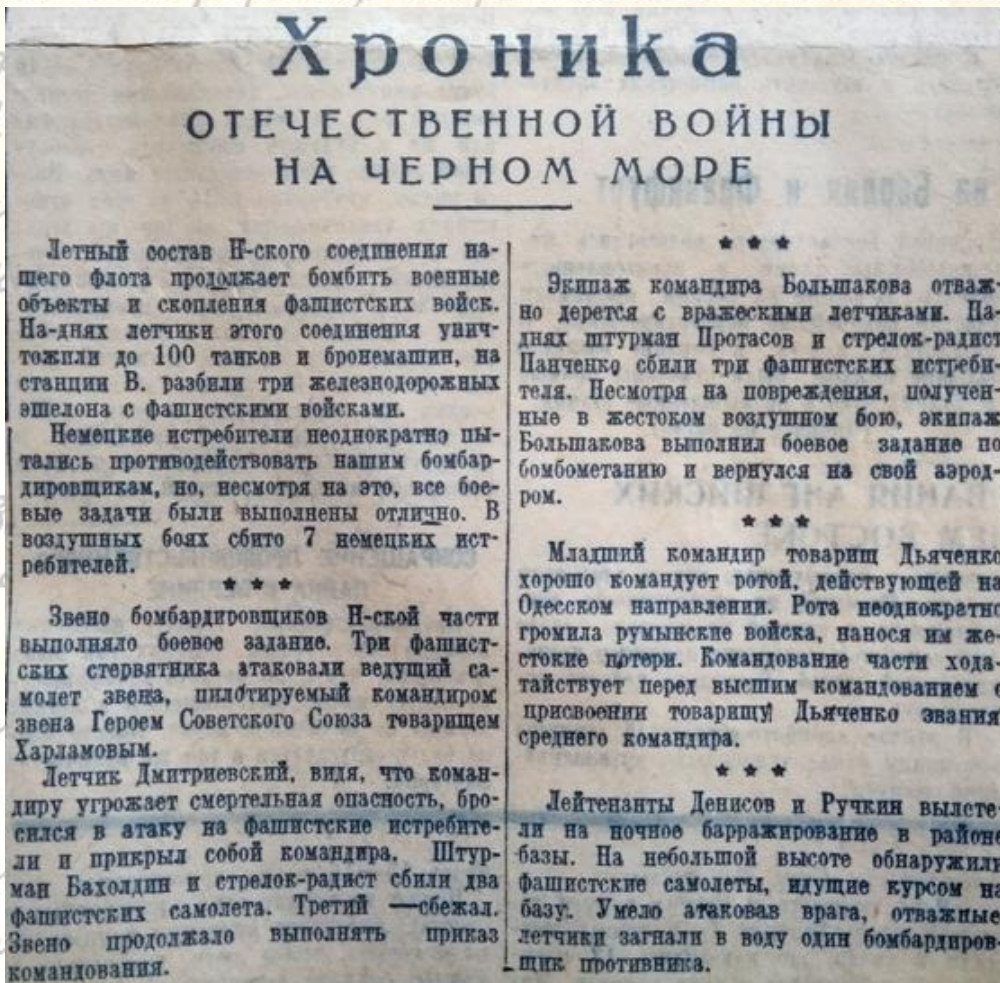 Хроника
ОТЕЧЕСТВЕННОЙ ВОЙНЫ
НА ЧЕРНОМ МОРЕ
Летный состав Н-ского соединения на-
шего флота продолжает бомбить военные
объекты и скопления фашистских войск.
На-днях летчики этого соединения унич-
тожили до 100 танков и бронемашин, на
станции В. разбили три железнодорожных
эшелона с фашистскими войсками.
Немецкие истребители неоднократно пы-
тались противодействовать нашим бомбар-
дировщикам, но, несмотря на это, все бое-
вые задачи были выполнены отлично. В
воздушных боях сбито 7 немецких ист-
ребителей.
* * *
Звено бомбардировщиков Н-ской части
выполняло боевое задание. Три фашист-
ских стервятника атаковали ведущий са-
молет звена, пилотируемый командиром
звена Героем Советского Союза товарищем
Харламовым.
Летчик Дмитриевский, видя, что коман-
диру угрожает смертельная опасность, бро-
сился в атаку на фашистские истребите-
ли и прикрыл собой командира. Штур-
ман Бахолдин и стрелок-радист сбили два
фашистских самолета. Третий —сбежал.
Звено продолжало выполнять приказ
командования.
* * *
Экипаж командира Большакова отваж-
но дерется с вражескими летчиками. На-
днях штурман Протасов и стрелок-радист
Панченко сбили три фашистских истреби-
теля. Несмотря на повреждения, получен-
ные в жестоком воздушном бою, экипаж
Большакова выполнил боевое задание по
бомбометанию и вернулся на свой аэрод-
ром.
* * *
Младший командир товарищ Дьяченко
хорошо командует ротой, действующей на
Одесском направлении. Рота неоднократно
громила румынские войска, нанося им же-
стокие потери. Командование части хода-
тайствует перед высшим командованием о
присвоении товарищу Дьяченко звания
среднего командира.
* * *
Лейтенанты Денисов и Ручкин вылете-
ли на ночное барражирование в районе
базы. На небольшой высоте обнаружили
фашистские самолеты, идущие курсом на
базу. Умело атаковав врага, отважные
летчики загнали в воду один бомбардиров-
щик противника.